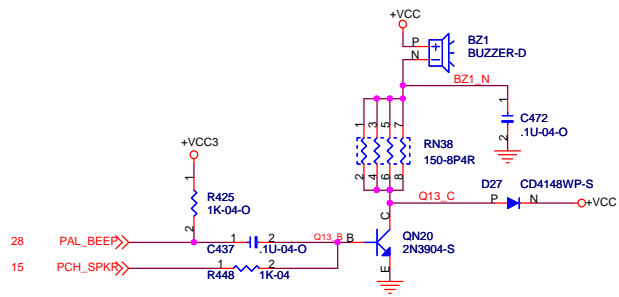 +VCC
P
N
BZ1
BUZZER-D
BZ1_N
1
C472
.1U-04-O
2
1
3
5
7
RN38
150-8P4R
2
4
6
8
+VCC3
1
R425
1K-04-O
2
Q13_C
D27
P
CD4148WP-S
N
+VCC
28
PAL_BEEP
1
C437
2
.1U-04-O
Q13_B
B
C
QN20
2N3904-S
E
15
PCH_SPKR
1
R448
2
1K-04